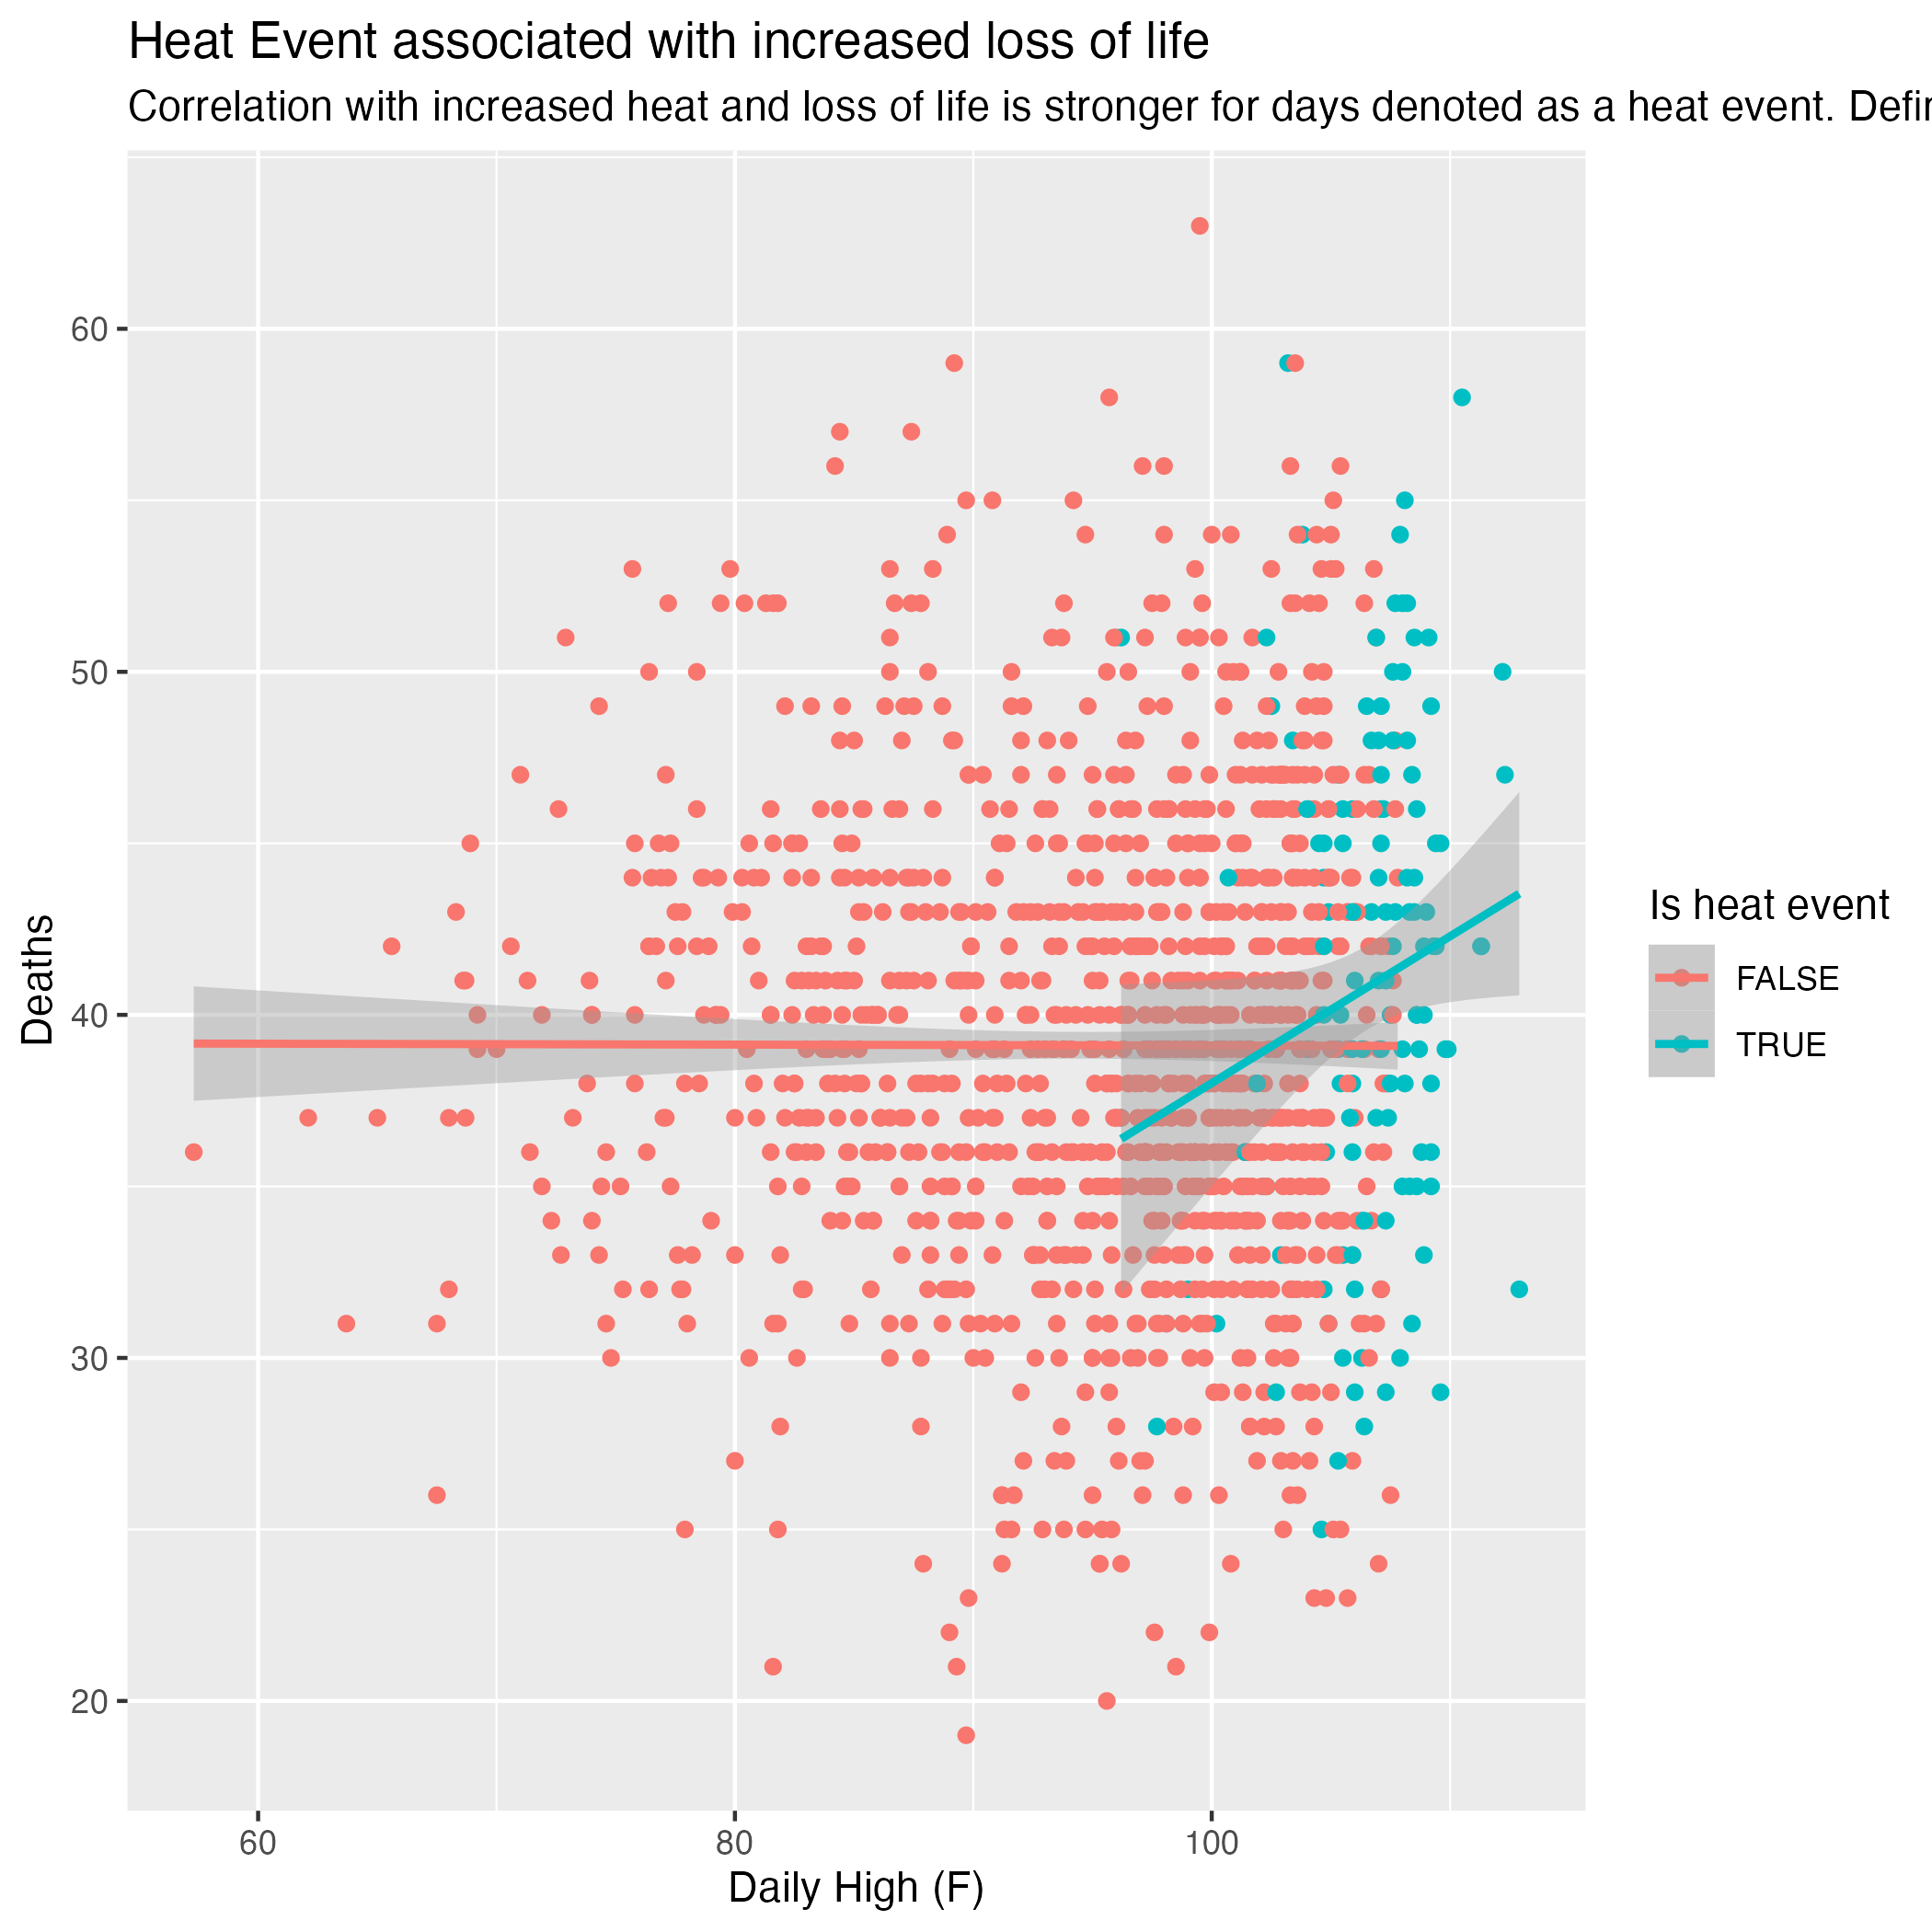 Heat Event associated with increased loss of life
Correlation with increased heat and loss of life is stronger for days denoted as a heat event.
60
50
40
30
20
Deaths
60 80 100
Daily High (F)
Is heat event
FALSE
TRUE